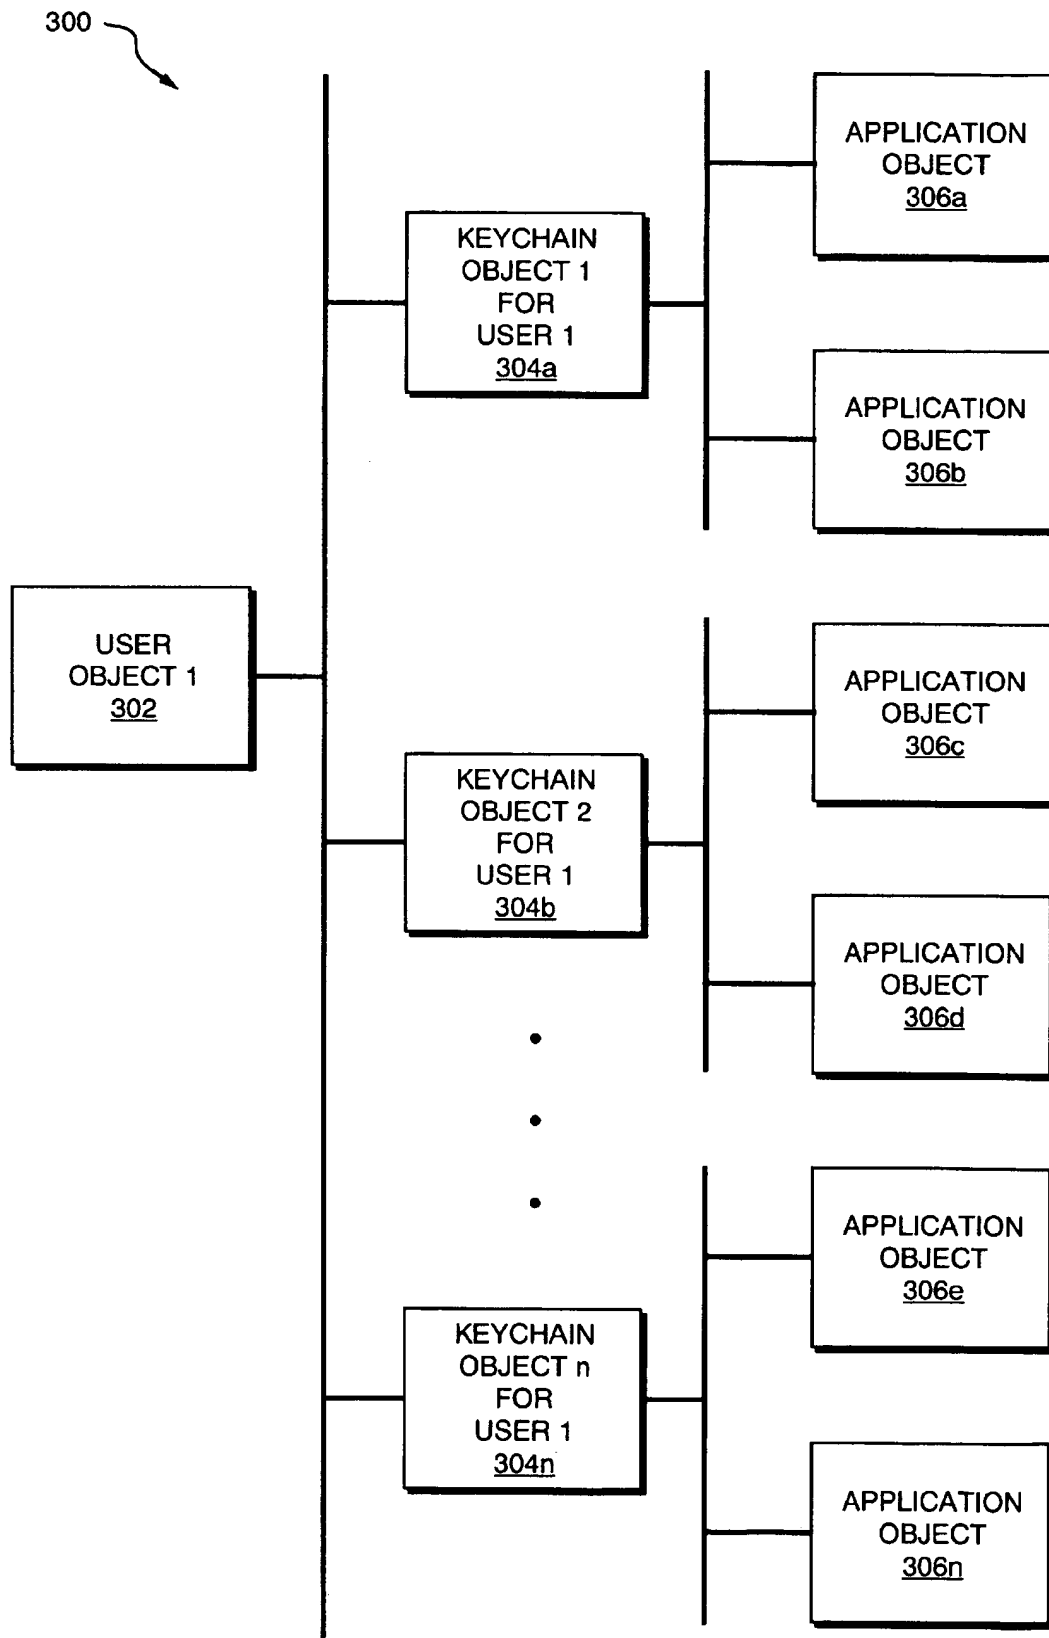 300
APPLICATION
OBJECT
306a
KEYCHAIN
OBJECT 1
FOR
USER 1
304a
APPLICATION
OBJECT
306b
USER
OBJECT 1
302
APPLICATION
OBJECT
306c
KEYCHAIN
OBJECT 2
FOR
USER 1
304b
APPLICATION
OBJECT
306d
APPLICATION
OBJECT
306e
KEYCHAIN
OBJECT n
FOR
USER 1
304n
APPLICATION
OBJECT
306n